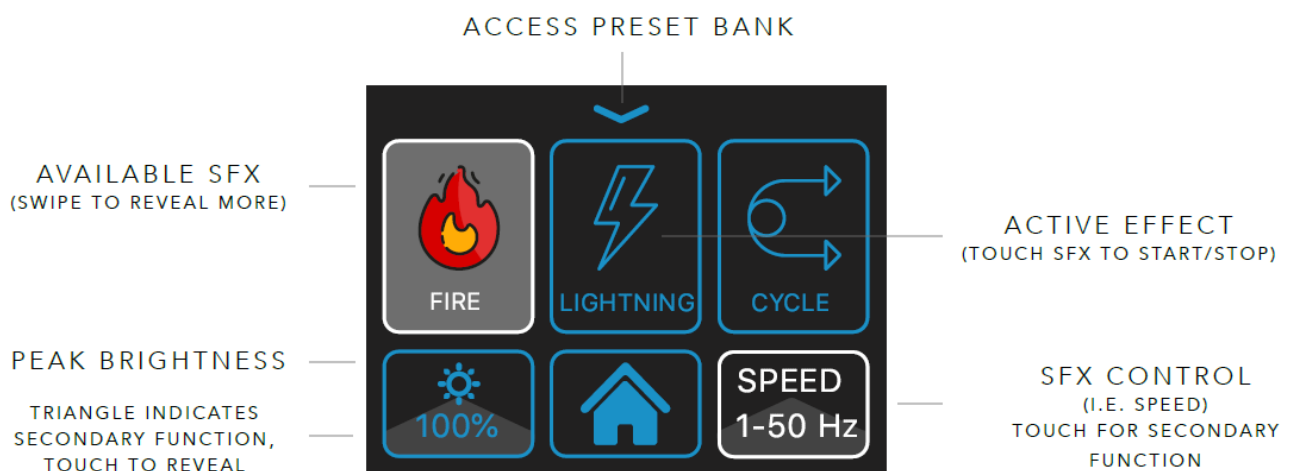 ACCESS PRESET BANK
AVAILABLE SFX
(SWIPE TO REVEAL MORE)
FIRE
LIGHTNING
CYCLE
ACTIVE EFFECT
(TOUCH SFX TO START/STOP)
PEAK BRIGHTNESS
TRIANGLE INDICATES
SECONDARY FUNCTION,
TOUCH TO REVEAL
100%
SPEED
1-50 Hz
SFX CONTROL
(I.E. SPEED)
TOUCH FOR SECONDARY
FUNCTION